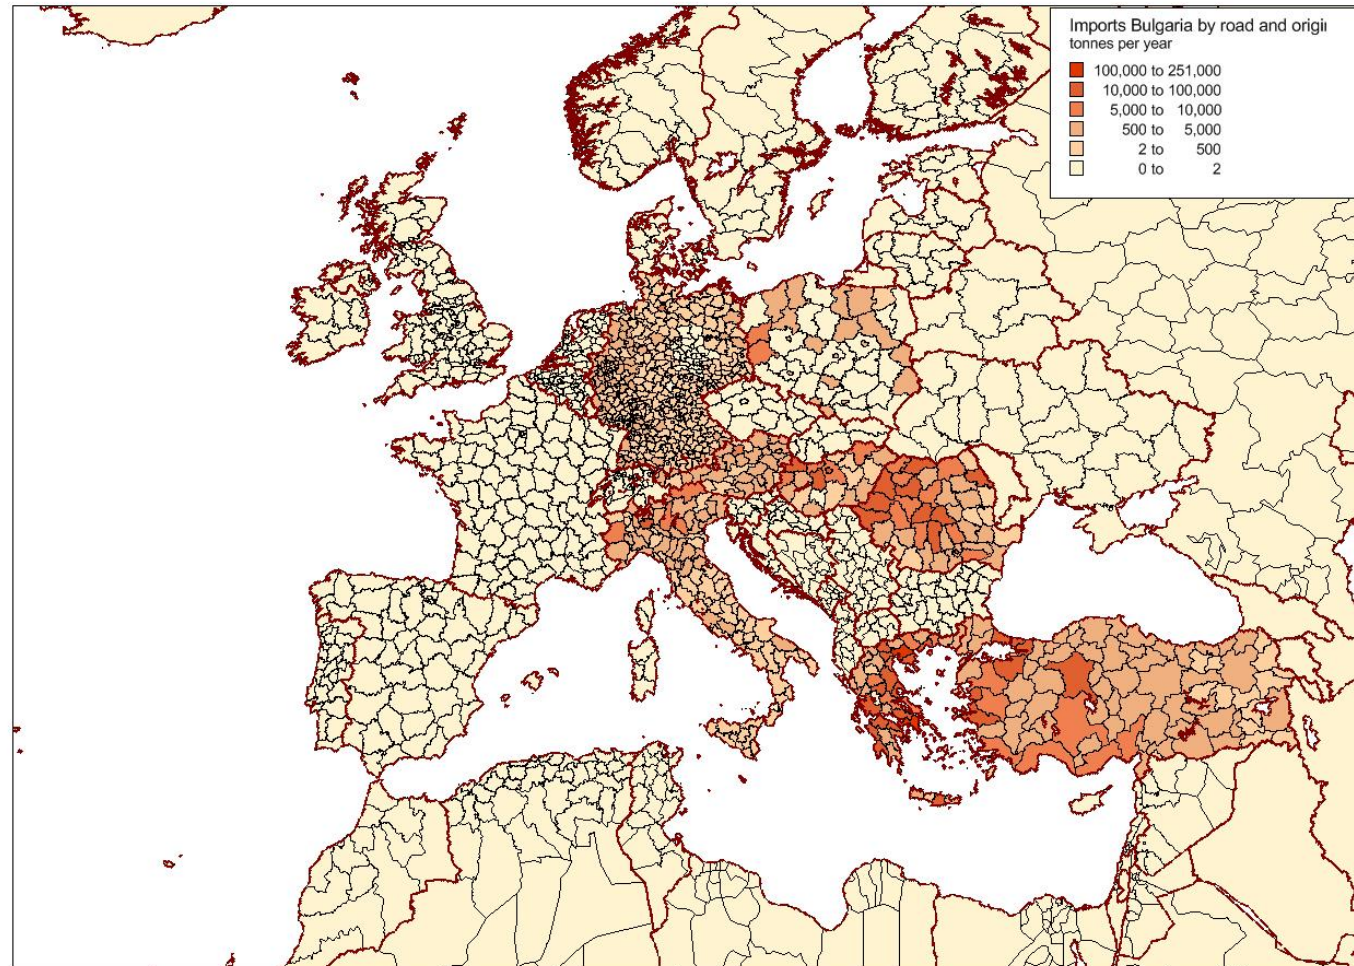 Imports Bulgaria by road and origii
tonnes per year
100,000 to 251,000
10,000 to 100,000
5,000 to 10,000
500 to 5,000
2 to 500
0 to 2